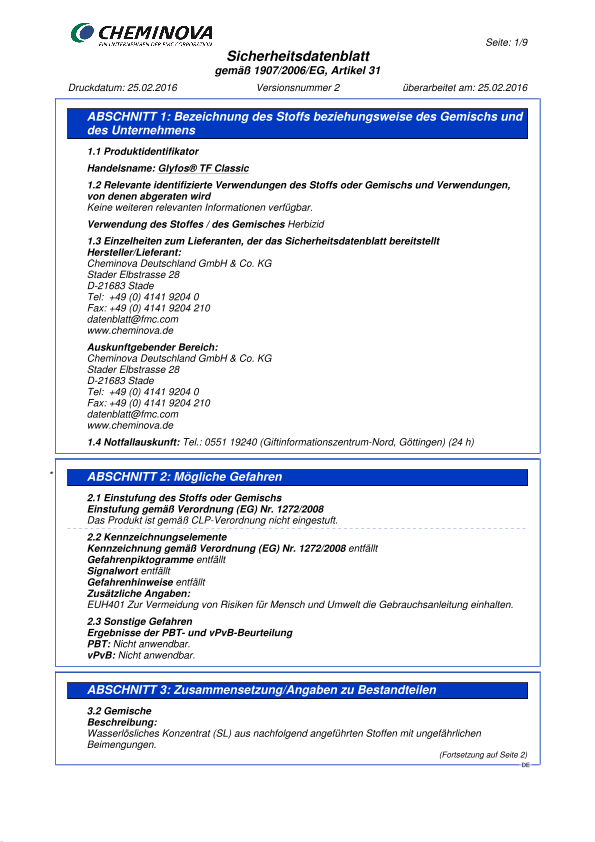 CHEMINOVA
EIN UNTERNEHMEN DER FMC CORPORATION
Seite: 1/9
Sicherheitsdatenblatt
gemäß 1907/2006/EG, Artikel 31
Druckdatum: 25.02.2016 Versionsnummer 2 überarbeitet am: 25.02.2016
ABSCHNITT 1: Bezeichnung des Stoffs beziehungsweise des Gemischs und
des Unternehmens
1.1 Produktidentifikator
Handelsname: Glyfos® TF Classic
1.2 Relevante identifizierte Verwendungen des Stoffs oder Gemischs und Verwendungen,
von denen abgeraten wird
Keine weiteren relevanten Informationen verfügbar.
Verwendung des Stoffes / des Gemisches Herbizid
1.3 Einzelheiten zum Lieferanten, der das Sicherheitsdatenblatt bereitstellt
Hersteller/Lieferant:
Cheminova Deutschland GmbH & Co. KG
Stader Elbstrasse 28
D-21683 Stade
Tel: +49 (0) 4141 9204 0
Fax: +49 (0) 4141 9204 210
datenblatt@fmc.com
www.cheminova.de
Auskunftgebender Bereich:
Cheminova Deutschland GmbH & Co. KG
Stader Elbstrasse 28
D-21683 Stade
Tel: +49 (0) 4141 9204 0
Fax: +49 (0) 4141 9204 210
datenblatt@fmc.com
www.cheminova.de
1.4 Notfallauskunft: Tel.: 0551 19240 (Giftinformationszentrum-Nord, Göttingen) (24 h)
*
ABSCHNITT 2: Mögliche Gefahren
2.1 Einstufung des Stoffs oder Gemischs
Einstufung gemäß Verordnung (EG) Nr. 1272/2008
Das Produkt ist gemäß CLP-Verordnung nicht eingestuft.
2.2 Kennzeichnungselemente
Kennzeichnung gemäß Verordnung (EG) Nr. 1272/2008 entfällt
Gefahrenpiktogramme entfällt
Signalwort entfällt
Gefahrenhinweise entfällt
Zusätzliche Angaben:
EUH401 Zur Vermeidung von Risiken für Mensch und Umwelt die Gebrauchsanleitung einhalten.
2.3 Sonstige Gefahren
Ergebnisse der PBT- und vPvB-Beurteilung
PBT: Nicht anwendbar.
vPvB: Nicht anwendbar.
ABSCHNITT 3: Zusammensetzung/Angaben zu Bestandteilen
3.2 Gemische
Beschreibung:
Wasserlösliches Konzentrat (SL) aus nachfolgend angeführten Stoffen mit ungefährlichen
Beimengungen.
(Fortsetzung auf Seite 2)
DE